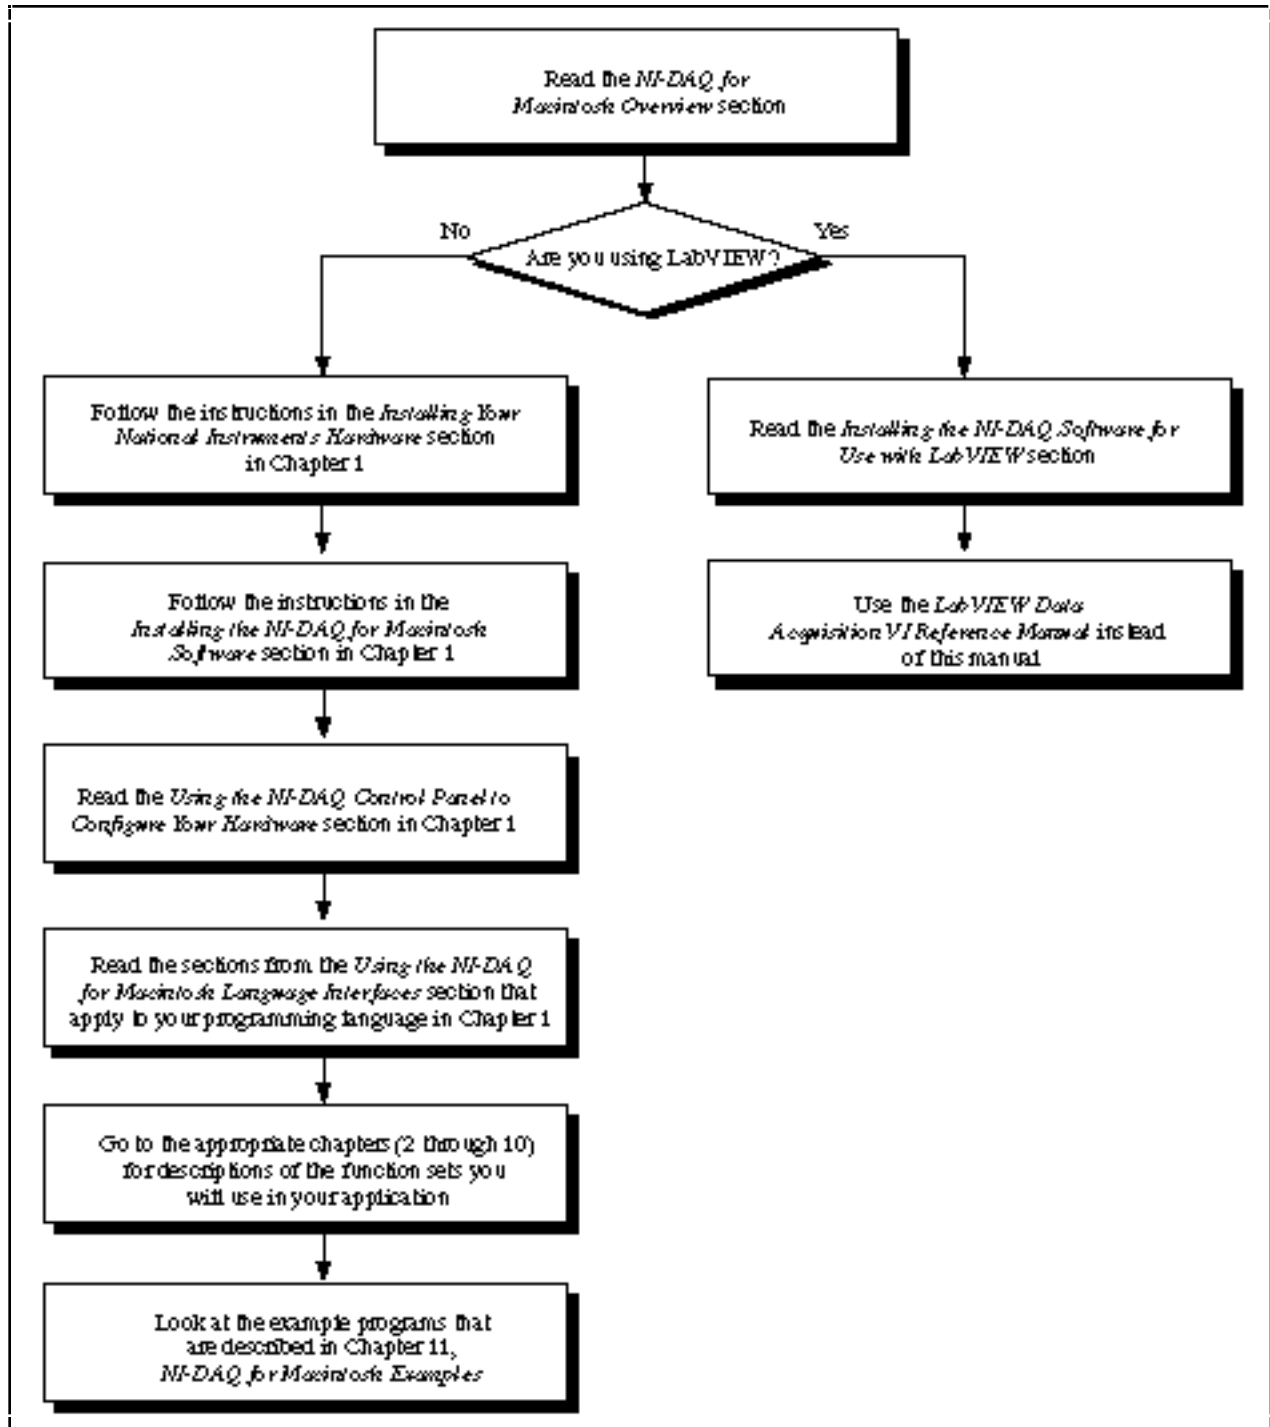 Read the NI-DAQ for
Macintosh Overview section
No
Yes
Are you using LabVIEW?
Follow the instructions in the Installing Your
National Instruments Hardware section
in Chapter 1
Read the Installing the NI-DAQ Software for
Use with LabVIEW section
Follow the instructions in the
Installing the NI-DAQ for Macintosh
Software section in Chapter 1
Use the LabVIEW Data
Acquisition VI Reference Manual instead
of this manual
Read the Using the NI-DAQ Control Panel to
Configure Your Hardware section in Chapter 1
Read the sections from the Using the NI-DAQ
for Macintosh Language Interfaces section that
apply to your programming language in Chapter 1
Go to the appropriate chapters (2 through 10)
for descriptions of the function sets you
will use in your application
Look at the example programs that
are described in Chapter 11,
NI-DAQ for Macintosh Examples